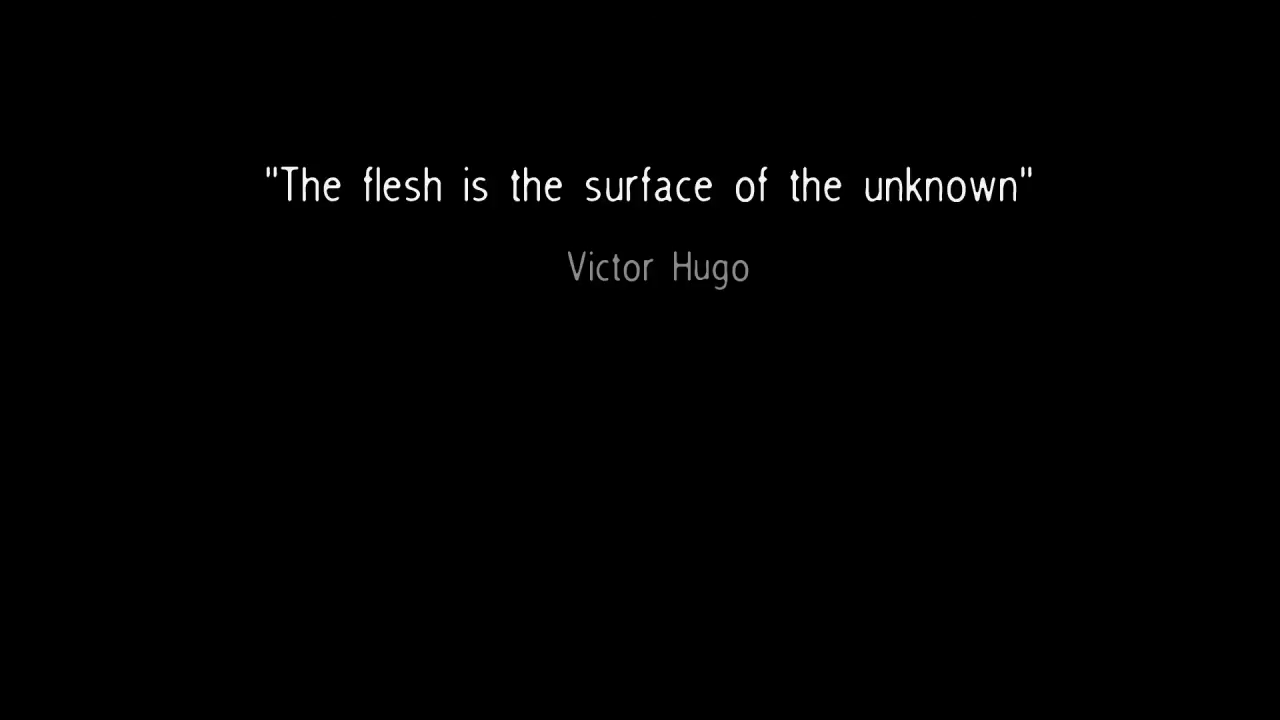 "The flesh is the surface of the unknown"
Victor Hugo